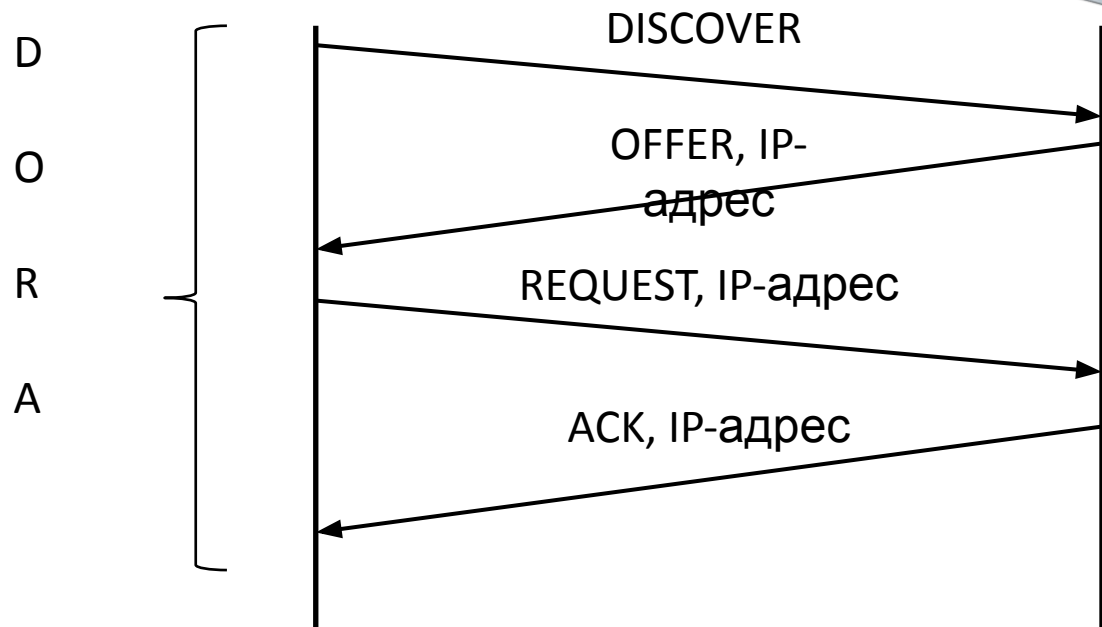 D
DISCOVER
O
OFFER, IP-
адрес
R
REQUEST, IP-адрес
A
ACK, IP-адрес